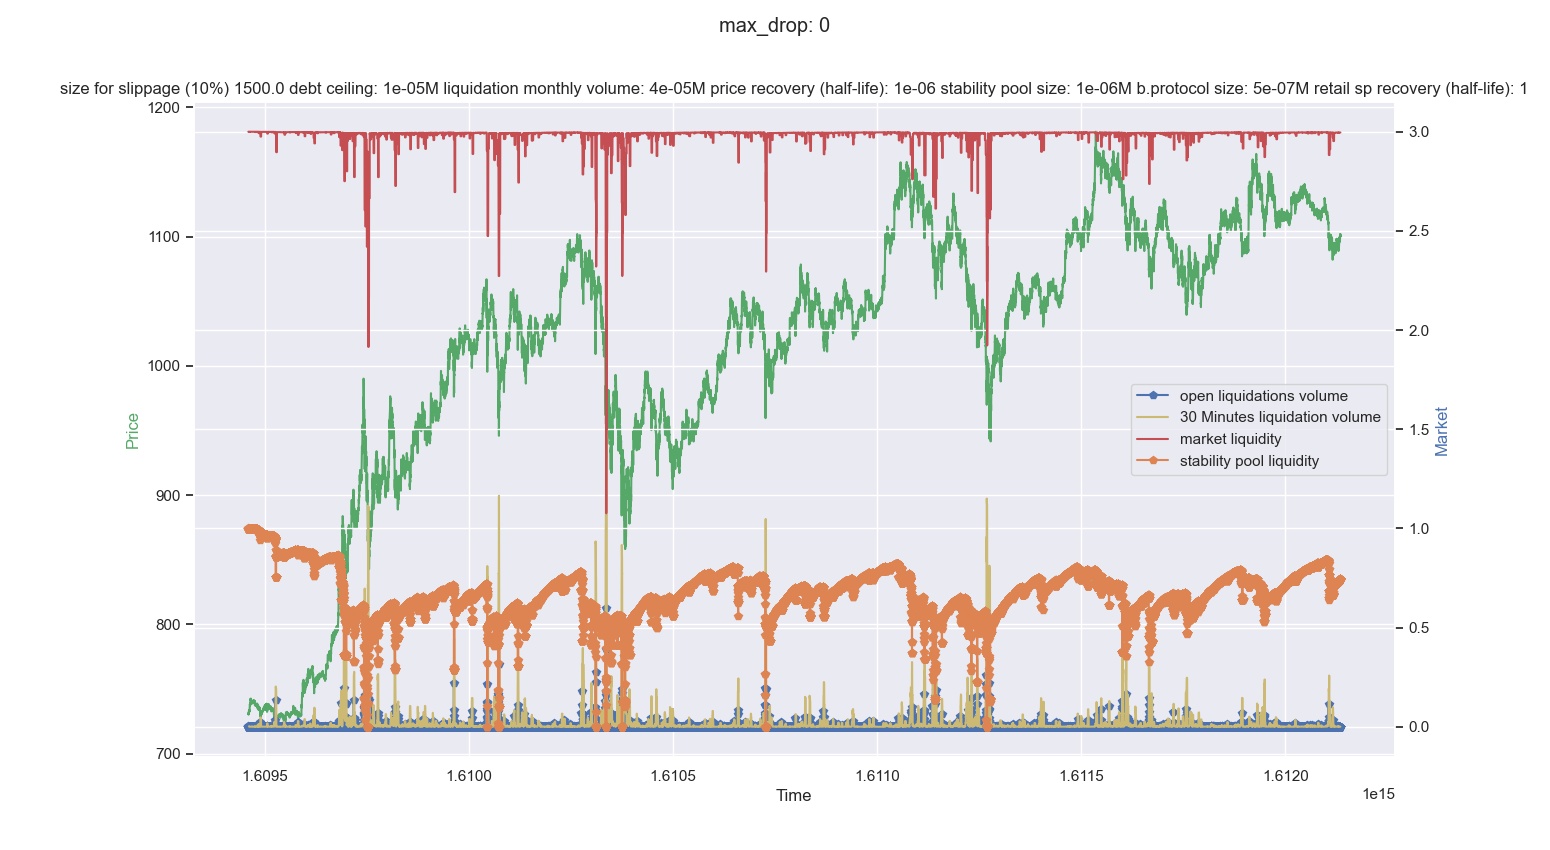 max_drop: 0
size for slippage (10%) 1500.0 debt ceiling: 1e-05M liquidation monthly volume: 4e-05M price recovery (half-life): 1e-06 stability pool size: 1e-06M b.protocol size: 5e-07M retail sp recovery (half-life): 1
1200
1100
1000
900
800
700
Price
3.0
2.5
2.0
1.5
1.0
0.5
0.0
Market
open liquidations volume
30 Minutes liquidation volume
market liquidity
stability pool liquidity
1.6095 1.6100 1.6105 1.6110 1.6115 1.6120
Time
1e15